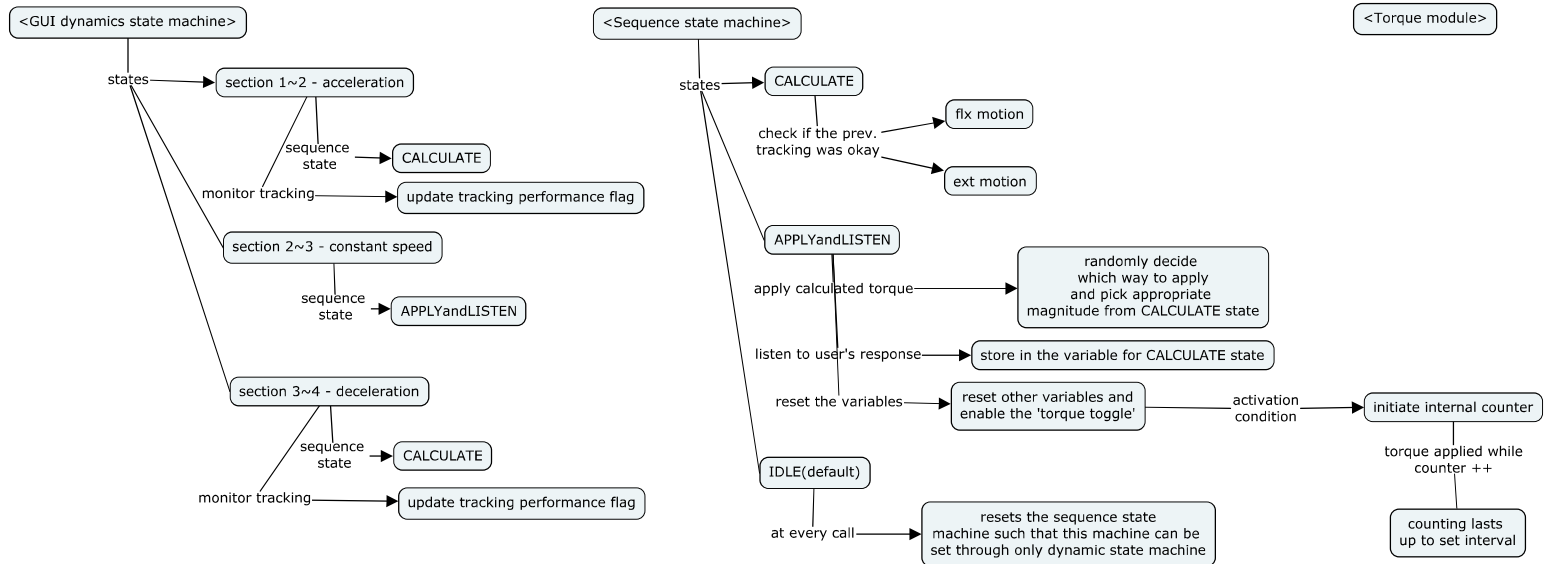 <GUI dynamics state machine>
states
section 1~2 - acceleration
sequence
state
CALCULATE
monitor tracking
update tracking performance flag
section 2~3 - constant speed
sequence
state
APPLYandLISTEN
section 3~4 - deceleration
sequence
state
CALCULATE
monitor tracking
update tracking performance flag
<Sequence state machine>
states
CALCULATE
check if the prev.
tracking was okay
flx motion
ext motion
APPLYandLISTEN
apply calculated torque
randomly decide
which way to apply
and pick appropriate
magnitude from CALCULATE state
listen to user's response
store in the variable for CALCULATE state
reset the variables
reset other variables and
enable the 'torque toggle'
activation
condition
IDLE(default)
at every call
resets the sequence state
machine such that this machine can be
set through only dynamic state machine
<Torque module>
initiate internal counter
torque applied while
counter ++
counting lasts
up to set interval